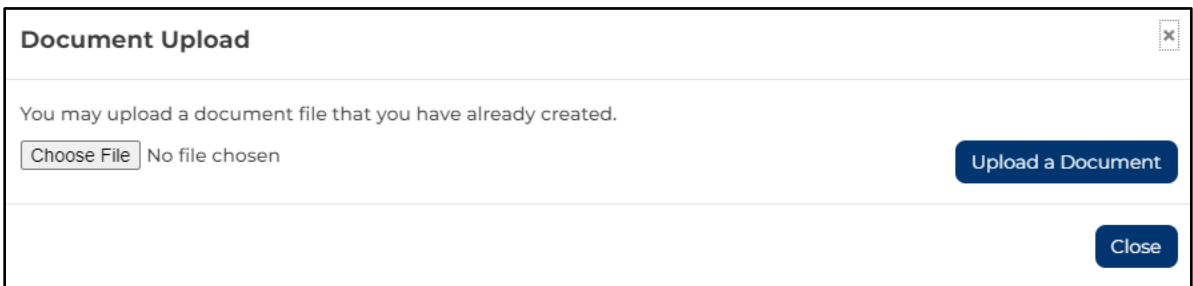 Document Upload ×
You may upload a document file that you have already created.
Choose File No file chosen Upload a Document
Close